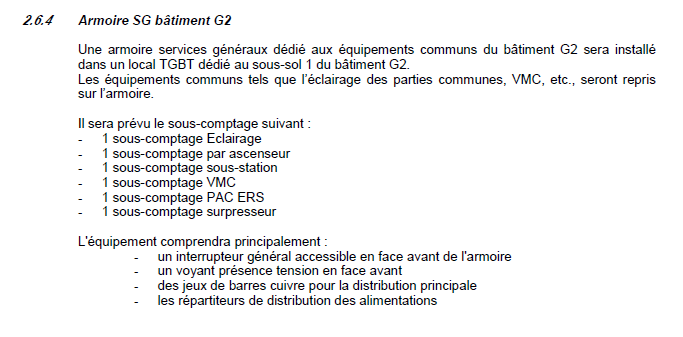 2.6.4 Armoire SG bâtiment G2
Une armoire services généraux dédié aux équipements communs du bâtiment G2 sera installé
dans un local TGBT dédié au sous-sol 1 du bâtiment G2.
Les équipements communs tels que l'éclairage des parties communes, VMC, etc., seront repris
sur l'armoire.
Il sera prévu le sous-comptage suivant :
- 1 sous-comptage Eclairage
- 1 sous-comptage par ascenseur
- 1 sous-comptage sous-station
- 1 sous-comptage VMC
- 1 sous-comptage PAC ERS
- 1 sous-comptage surpresseur
L'équipement comprendra principalement :
- un interrupteur général accessible en face avant de l'armoire
- un voyant présence tension en face avant
- des jeux de barres cuivre pour la distribution principale
- les répartiteurs de distribution des alimentations